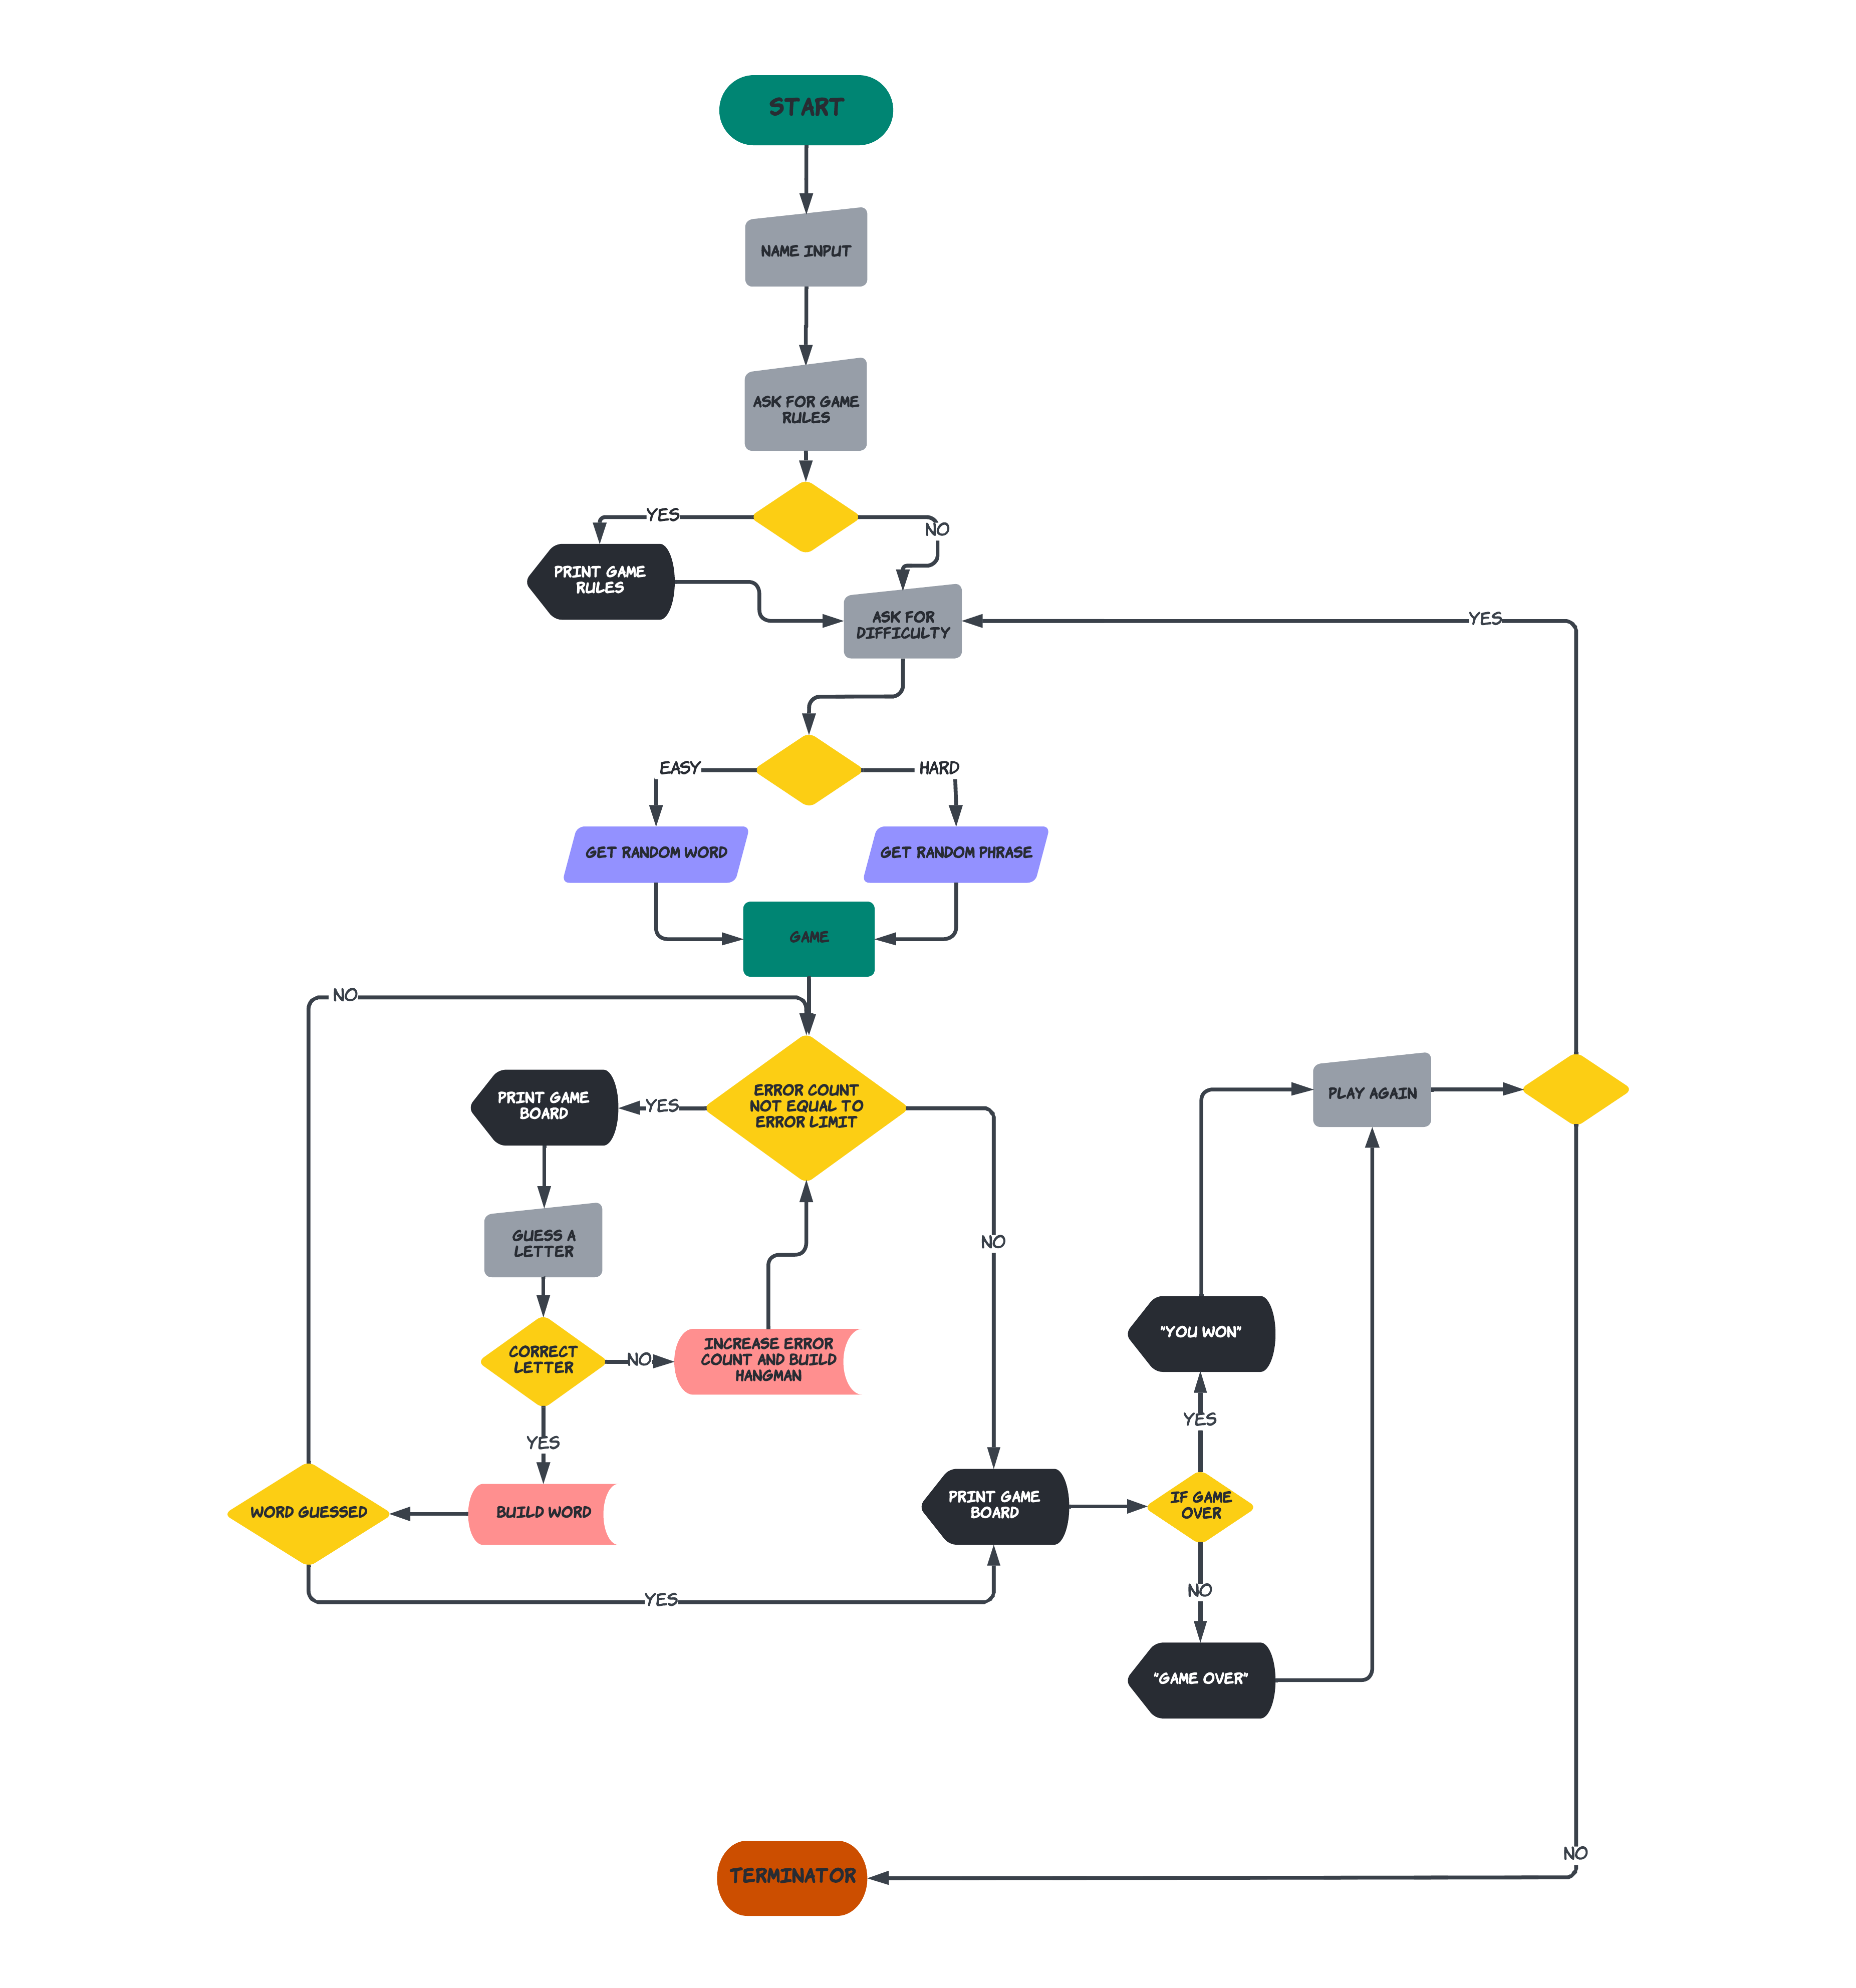 START
NAME INPUT
ASK FOR GAME
RULES
YES
NO
PRINT GAME
RULES
ASK FOR
DIFFICULTY
YES
EASY
HARD
GET RANDOM WORD
GET RANDOM PHRASE
GAME
NO
ERROR COUNT
NOT EQUAL TO
ERROR LIMIT
YES
PRINT GAME
BOARD
PLAY AGAIN
GUESS A
LETTER
NO
CORRECT
LETTER
NO
INCREASE ERROR
COUNT AND BUILD
HANGMAN
"YOU WON"
YES
YES
WORD GUESSED
BUILD WORD
PRINT GAME
BOARD
IF GAME
OVER
YES
NO
"GAME OVER"
NO
TERMINATOR